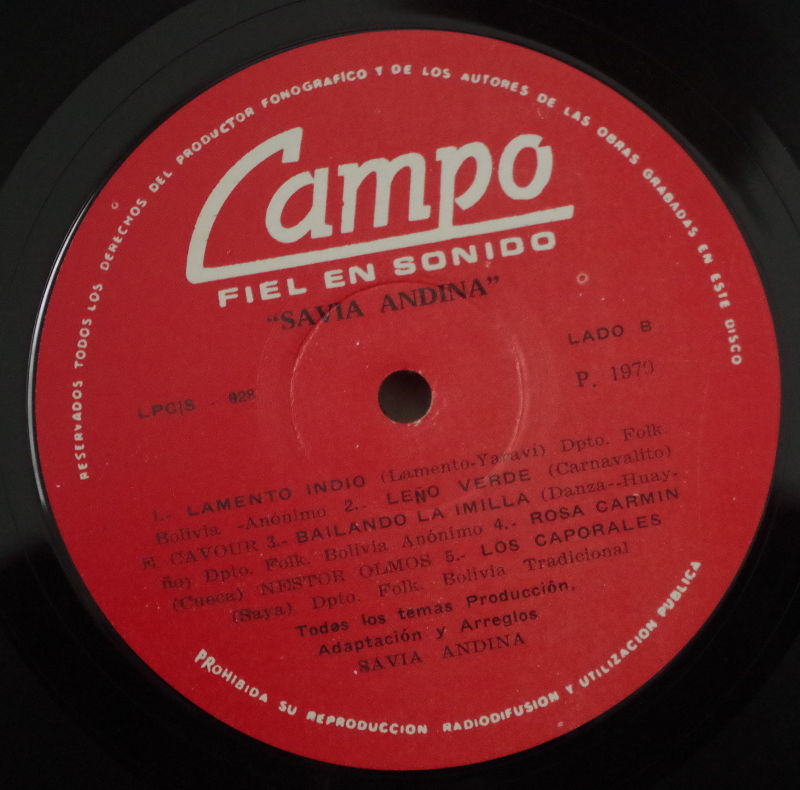 RESERVADOS TODOS LOS DERECHOS DEL PRODUCTOR FONOGRAFICO Y DE LOS AUTORES DE LAS OBRAS GRABADAS EN ESTE DISCO
Campo
FIEL EN SONIDO
"SAVIA ANDINA"
LADO B
LPGIS - 028
P. 1979
1.- LAMENTO INDIO (Lamento-Yaraví) Dpto. Folk.
Bolivia -Anónimo 2.- LEÑO VERDE (Carnavalito)
E CAVOUR 3.- BAILANDO LA IMILLA (Danza--Huay-
ño) Dpto. Folk. Bolivia Anónimo 4.- ROSA CARMIN
(Cueca) NESTOR OLMOS 5.- LOS CAPORALES
(Saya) Dpto. Folk. Bolivia Tradicional
Todos los temas Producción,
Adaptación y Arreglos
SAVIA ANDINA
PROHIBIDA SU REPRODUCCION RADIODIFUSION Y UTILIZACION PUBLICA